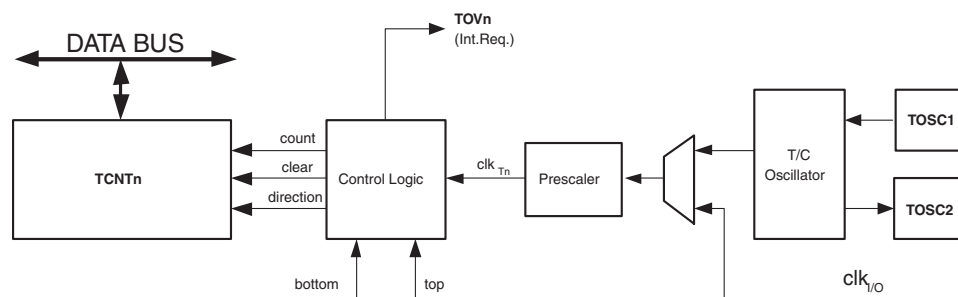 TOVn
(Int.Req.)
DATA BUS
TOSC1
count
T/C
Oscillator
TCNTn
clear
Control Logic
clk Tn
Prescaler
direction
TOSC2
bottom
top
clk I/O